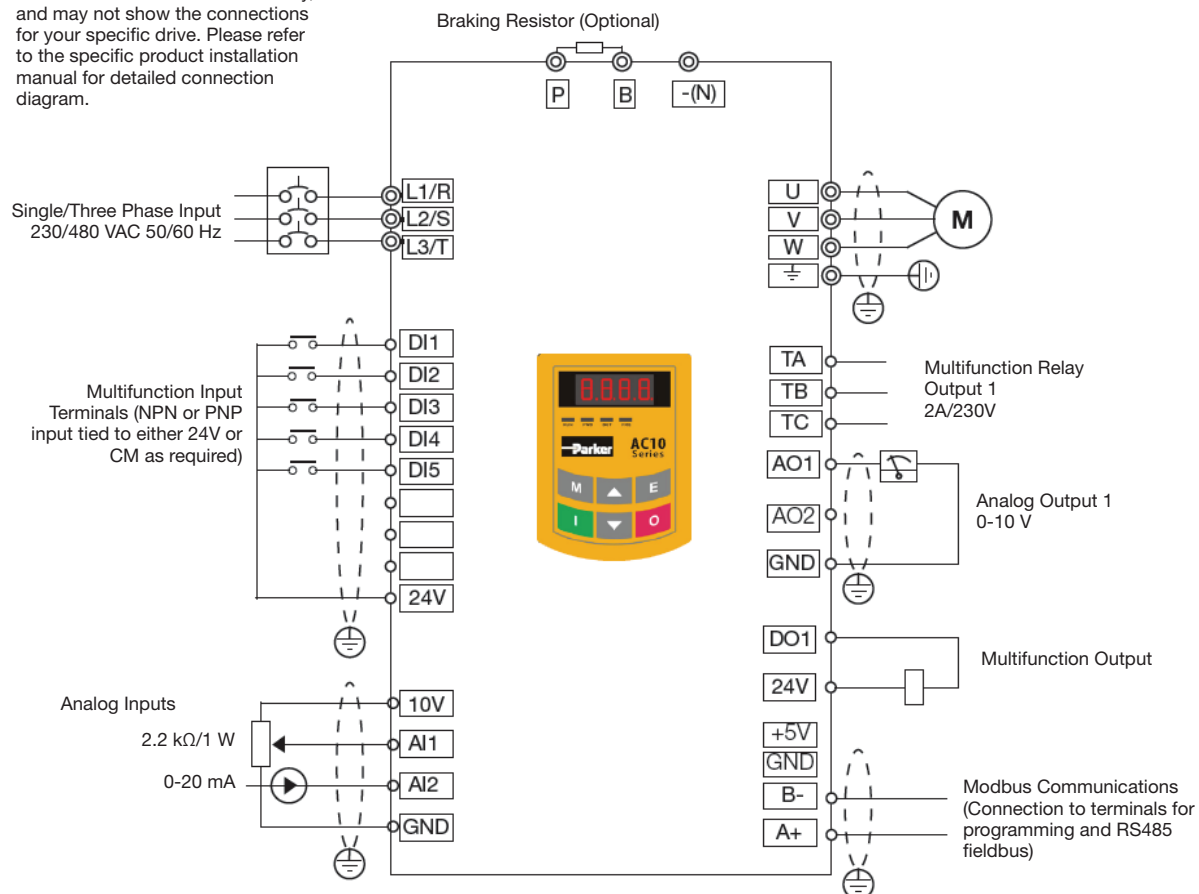 and may not show the connections
for your specific drive. Please refer
to the specific product installation
manual for detailed connection
diagram.
Braking Resistor (Optional)
P
B
-(N)
Single/Three Phase Input
230/480 VAC 50/60 Hz
L1/R
L2/S
L3/T
U
V
W
M
Multifunction Input
Terminals (NPN or PNP
input tied to either 24V or
CM as required)
DI1
DI2
DI3
DI4
DI5
24V
8.8.8.8
Parker
AC10
Series
M
E
I
O
TA
TB
TC
Multifunction Relay
Output 1
2A/230V
AO1
AO2
GND
Analog Output 1
0-10 V
DO1
24V
Multifunction Output
Analog Inputs
2.2 kΩ/1 W
0-20 mA
10V
AI1
AI2
GND
+5V
GND
B-
A+
Modbus Communications
(Connection to terminals for
programming and RS485
fieldbus)